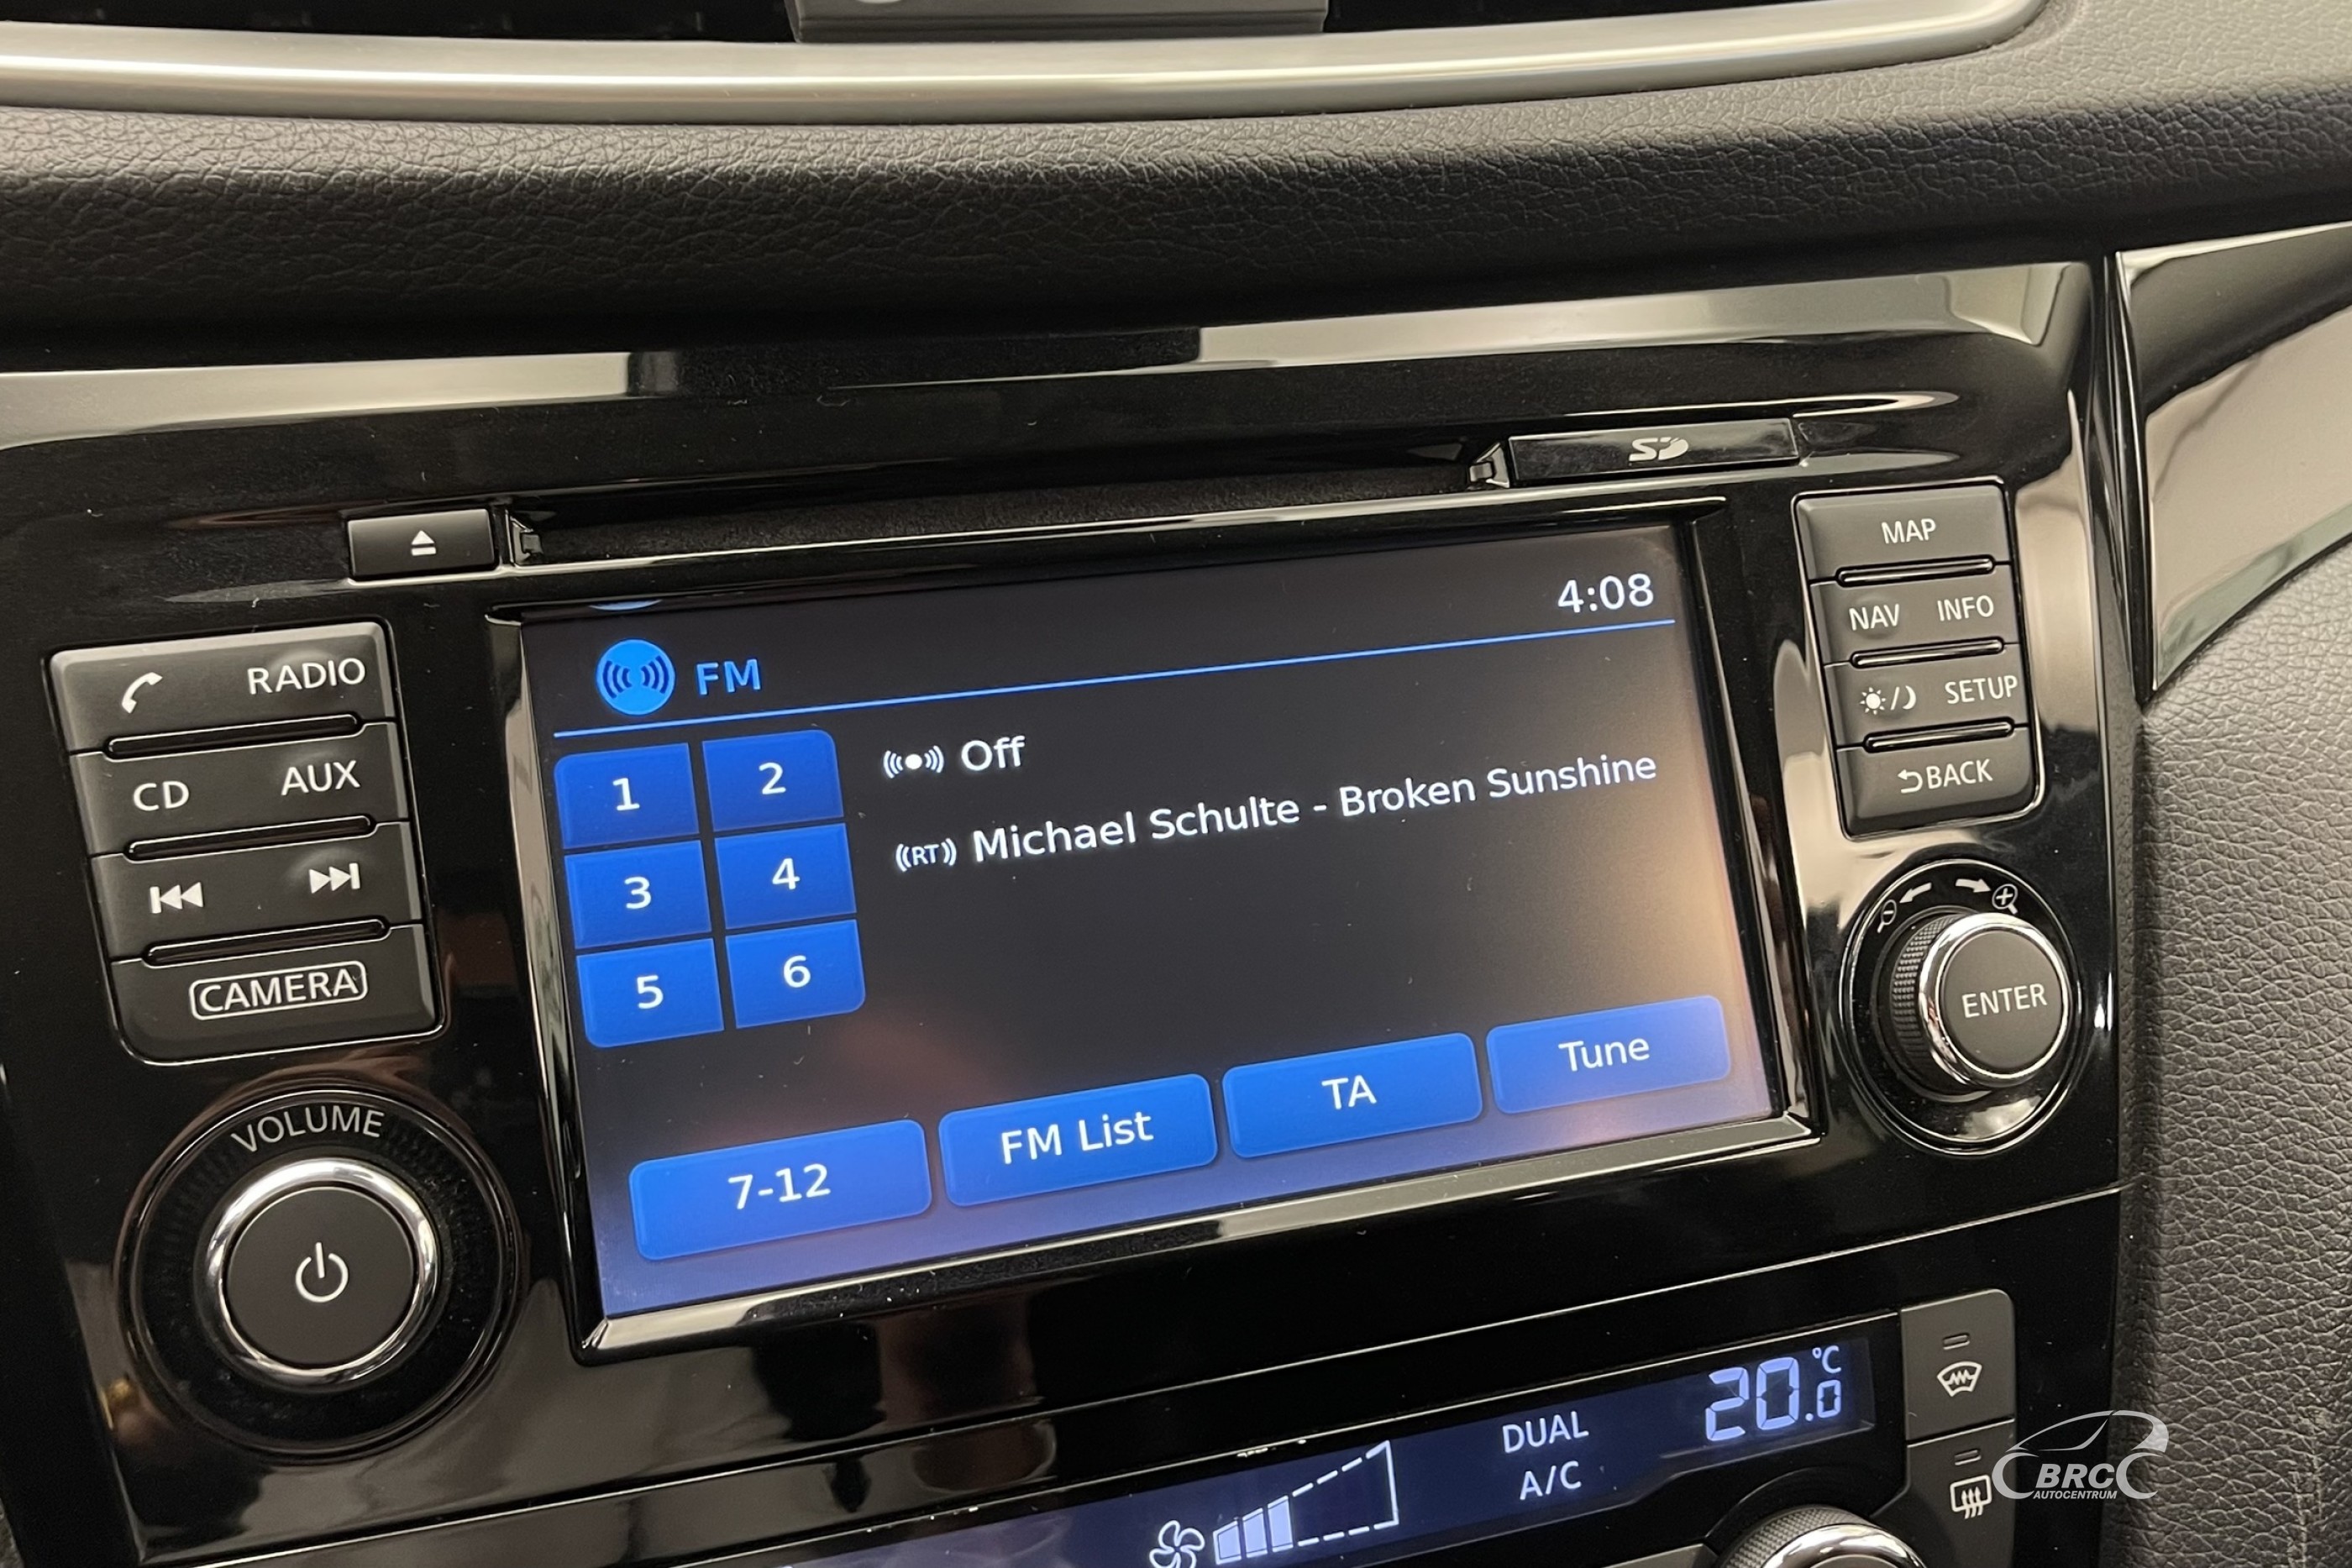 SD
MAP
NAV INFO
SETUP
BACK
ENTER
RADIO
CD AUX
CAMERA
VOLUME
4:08
FM
1 2
3 4
5 6
Off
RT Michael Schulte - Broken Sunshine
7-12 FM List TA Tune
DUAL
A/C
20.0 °C
BRC
AUTOCENTRUM